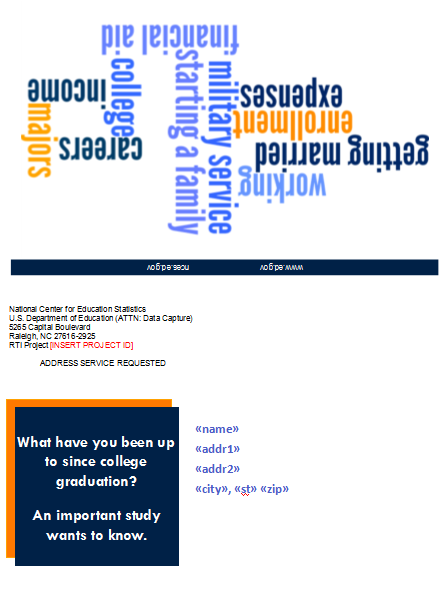 financial aid
starting a family
military service
college
income
majors
careers
expenses
enrollment
getting married
working
nces.ed.gov
www.ed.gov
National Center for Education Statistics
U.S. Department of Education (ATTN: Data Capture)
5265 Capital Boulevard
Raleigh, NC 27616-2925
RTI Project [INSERT PROJECT ID]
ADDRESS SERVICE REQUESTED
What have you been up
to since college
graduation?
An important study
wants to know.
«name»
«addr1»
«addr2»
«city», «st» «zip»